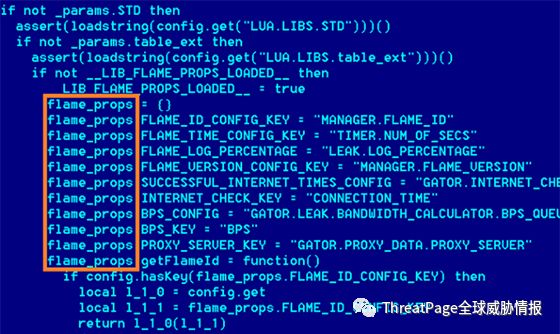 if not _params.STD then
assert(loadstring(config.get("LUA.LIBS.STD")))()
if not _params.table_ext then
assert(loadstring(config.get("LUA.LIBS.table_ext")))()
if not __LIB_FLAME_PROPS_LOADED__ then
LIB_FLAME_PROPS_LOADED__ = true
flame_props = {}
flame_props FLAME_ID_CONFIG_KEY = "MANAGER.FLAME_ID"
flame_props FLAME_TIME_CONFIG_KEY = "TIMER.NUM_OF_SECS"
flame_props FLAME_LOG_PERCENTAGE = "LEAK.LOG_PERCENTAGE"
flame_props FLAME_VERSION_CONFIG_KEY = "MANAGER.FLAME_VERSION"
flame_props SUCCESSFUL_INTERNET_TIMES_CONFIG = "GATOR.INTERNET_CHE
flame_props INTERNET_CHECK_KEY = "CONNECTION_TIME"
flame_props BPS_CONFIG = "GATOR.LEAK.BANDWIDTH_CALCULATOR.BPS_QUEU
flame_props BPS_KEY = "BPS"
flame_props PROXY_SERVER_KEY = "GATOR.PROXY_DATA.PROXY_SERVER"
flame_props getFlameId = function()
if config.hasKey(flame_props.FLAME_ID_CONFIG_KEY) then
local l_1_0 = config.get
local l_1_1 = flame_props.FLAME_ID_
return l_1_0(l_1_1)
ThreatPage全球威胁情报